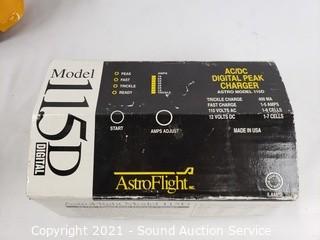 Model
115D
DIGITAL
PEAK
FAST
TRICKLE
READY
AMPS
START
AMPS ADJUST
AC/DC
DIGITAL PEAK
CHARGER
ASTRO MODEL 115D
TRICKLE CHARGE 400 MA
FAST CHARGE 1-5 AMPS
110 VOLTS AC 1-6 CELLS
12 VOLTS DC 1-7 CELLS
MADE IN USA
AstroFlight INC.
Copyright 2021 - Sound Auction Service